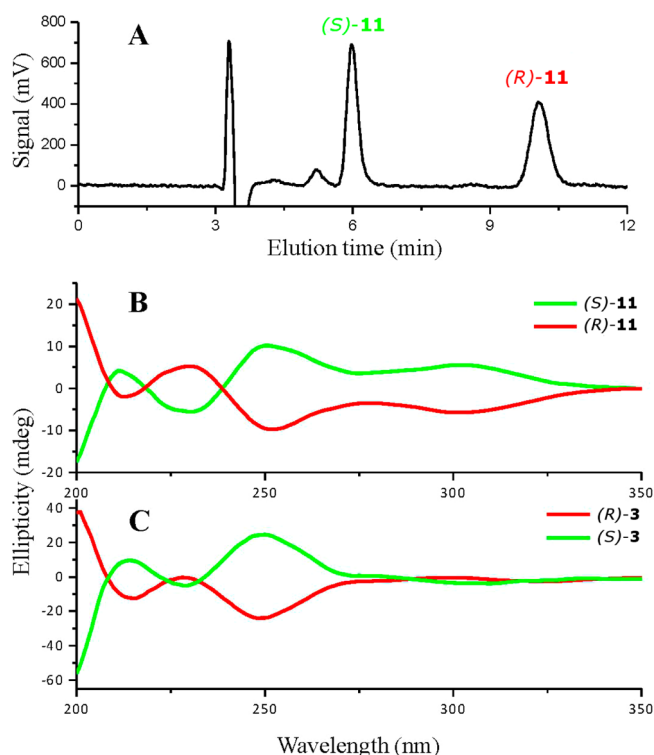 A
(S)-11
(R)-11
Signal (mV)
800
600
400
200
0
0
3
6
9
12
Elution time (min)
B
(S)-11
(R)-11
20
10
0
-10
-20
200
250
300
350
Ellipticity (mdeg)
C
(R)-3
(S)-3
40
20
0
-20
-40
-60
200
250
300
350
Wavelength (nm)